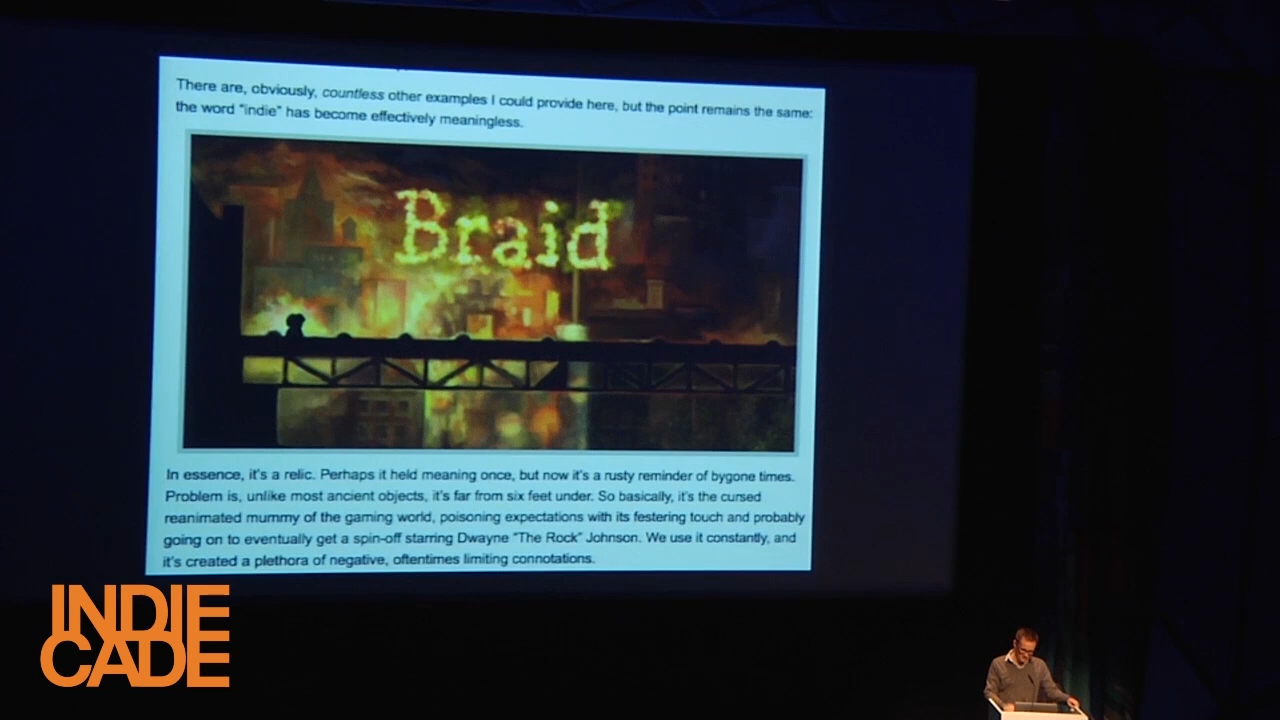 There are, obviously, countless other examples I could provide here, but the point remains the same:
the word "indie" has become effectively meaningless.
Braid
In essence, it's a relic. Perhaps it held meaning once, but now it's a rusty reminder of bygone times.
Problem is, unlike most ancient objects, it's far from six feet under. So basically, it's the cursed
reanimated mummy of the gaming world, poisoning expectations with its festering touch and probably
going on to eventually get a spin-off starring Dwayne "The Rock" Johnson. We use it constantly, and
it's created a plethora of negative, oftentimes limiting connotations.
INDIE
CADE